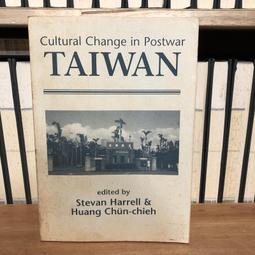 Cultural Change in Postwar
TAIWAN
edited by
Stevan Harrell &
Huang Chün-chieh